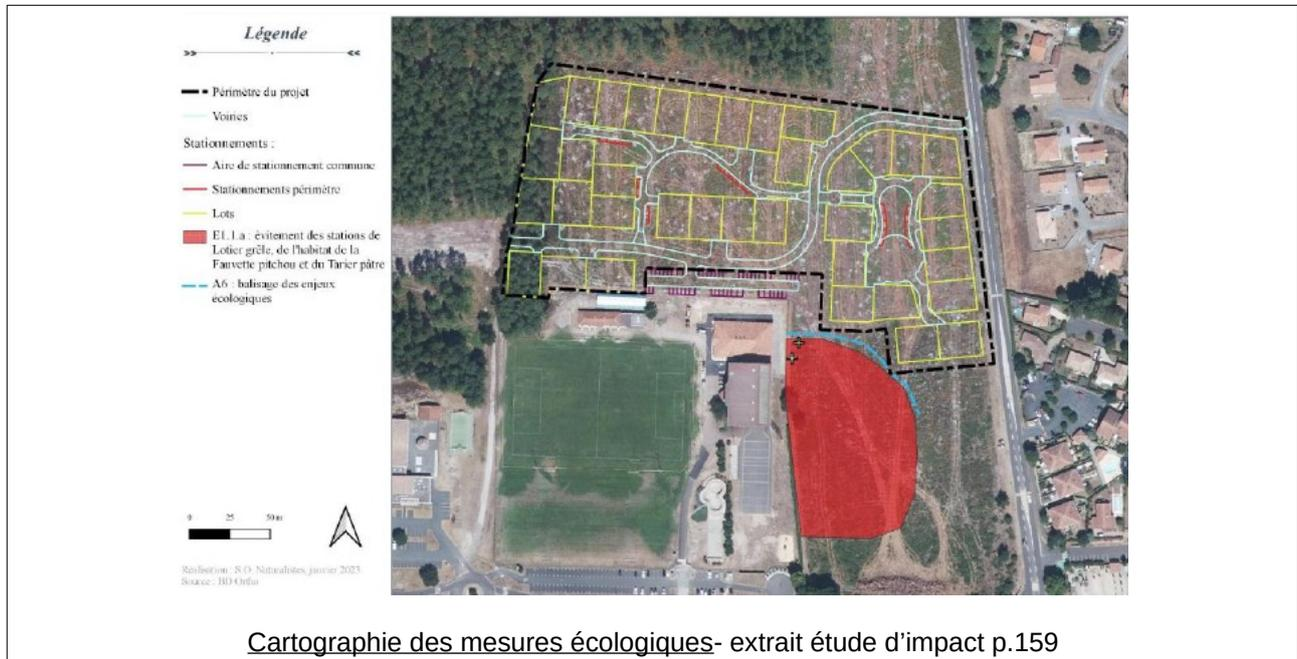 Légende
Périmètre du projet
Voiries
Stationnements :
Aire de stationnement commune
Stationnements périmètre
Lots
E1.1.a : évitement des stations de
Lotier grêle, de l'habitat de la
Fauvette pitchou et du Tarier pâtre
A6 : balisage des enjeux
écologiques
0 25 50 m
Réalisation : S.O. Naturalistes, janvier 2023
Source : BD Ortho
Cartographie des mesures écologiques- extrait étude d'impact p.159